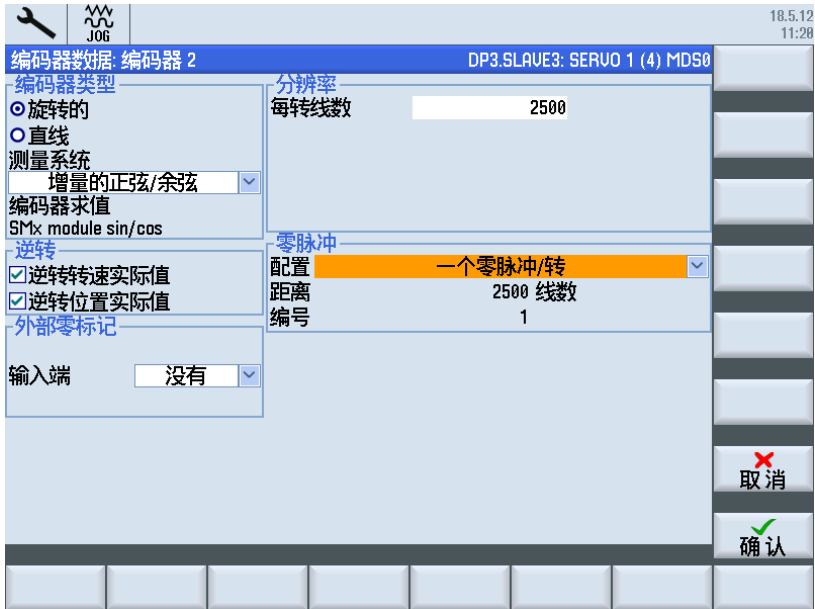 JOG
18.5.12
11:20
编码器数据: 编码器 2
DP3.SLAVE3: SERVO 1 (4) MDS0
编码器类型
旋转的
直线
测量系统
增量的正弦/余弦
编码器求值
SMx module sin/cos
分辨率
每转线数 2500
逆转
逆转转速实际值
逆转位置实际值
零脉冲
配置 一个零脉冲/转
距离 2500 线数
编号 1
外部零标记
输入端 没有
取消
确认